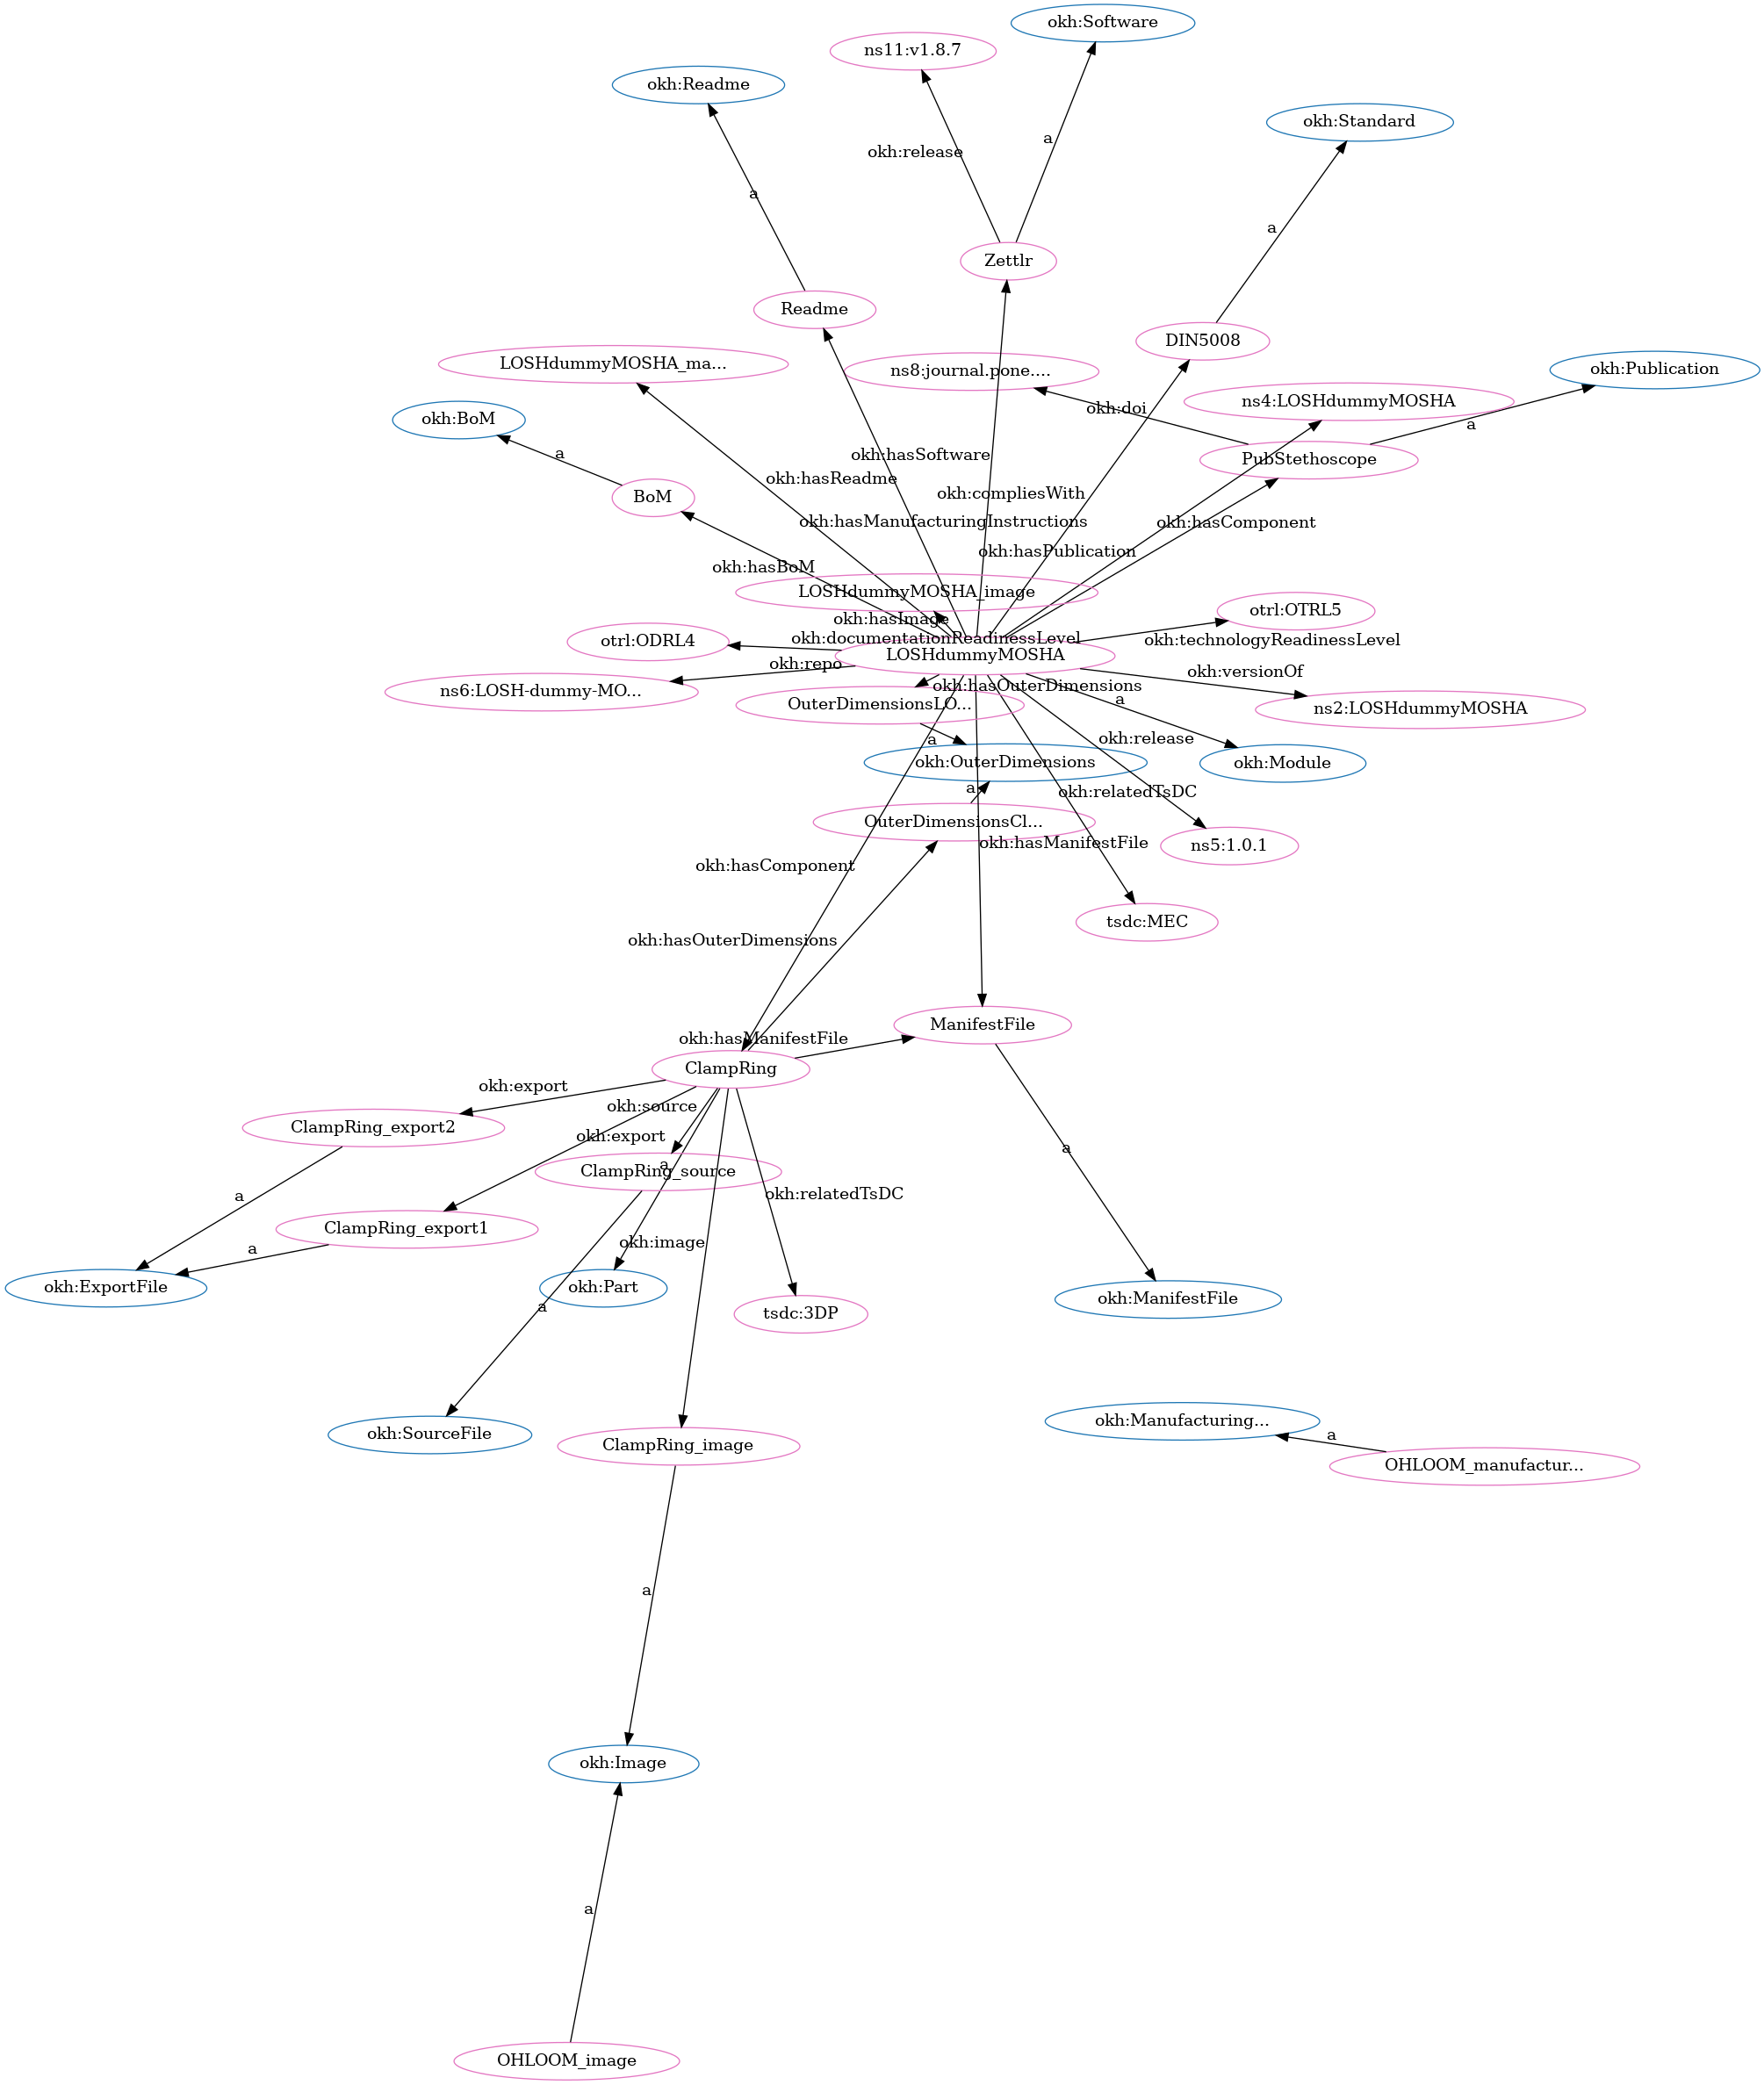 okh:Software
ns11:v1.8.7
okh:Readme
okh:Standard
a
okh:release
a
a
Zettlr
Readme
DIN5008
LOSHdummyMOSHA_ma...
ns8:journal.pone....
okh:Publication
ns4:LOSHdummyMOSHA
okh:doi
okh:BoM
a
a
okh:hasSoftware
PubStethoscope
okh:hasReadme
BoM
okh:compliesWith
okh:hasManufacturingInstructions
okh:hasComponent
okh:hasPublication
okh:hasBoM
LOSHdummyMOSHA_image
otrl:OTRL5
okh:hasImage
okh:documentationReadinessLevel
otrl:ODRL4
okh:technologyReadinessLevel
LOSHdummyMOSHA
okh:repo
okh:versionOf
okh:hasOuterDimensions
ns6:LOSH-dummy-MO...
a
OuterDimensionsLO...
ns2:LOSHdummyMOSHA
a
okh:release
okh:OuterDimensions
okh:Module
a
okh:relatedTsDC
OuterDimensionsCl...
okh:hasManifestFile
ns5:1.0.1
okh:hasComponent
tsdc:MEC
okh:hasOuterDimensions
ManifestFile
okh:hasManifestFile
ClampRing
okh:export
okh:source
ClampRing_export2
okh:export
a
a
ClampRing_source
a
okh:relatedTsDC
ClampRing_export1
okh:image
a
okh:ExportFile
okh:Part
okh:ManifestFile
a
tsdc:3DP
okh:Manufacturing...
okh:SourceFile
a
ClampRing_image
OHLOOM_manufactur...
a
okh:Image
a
OHLOOM_image